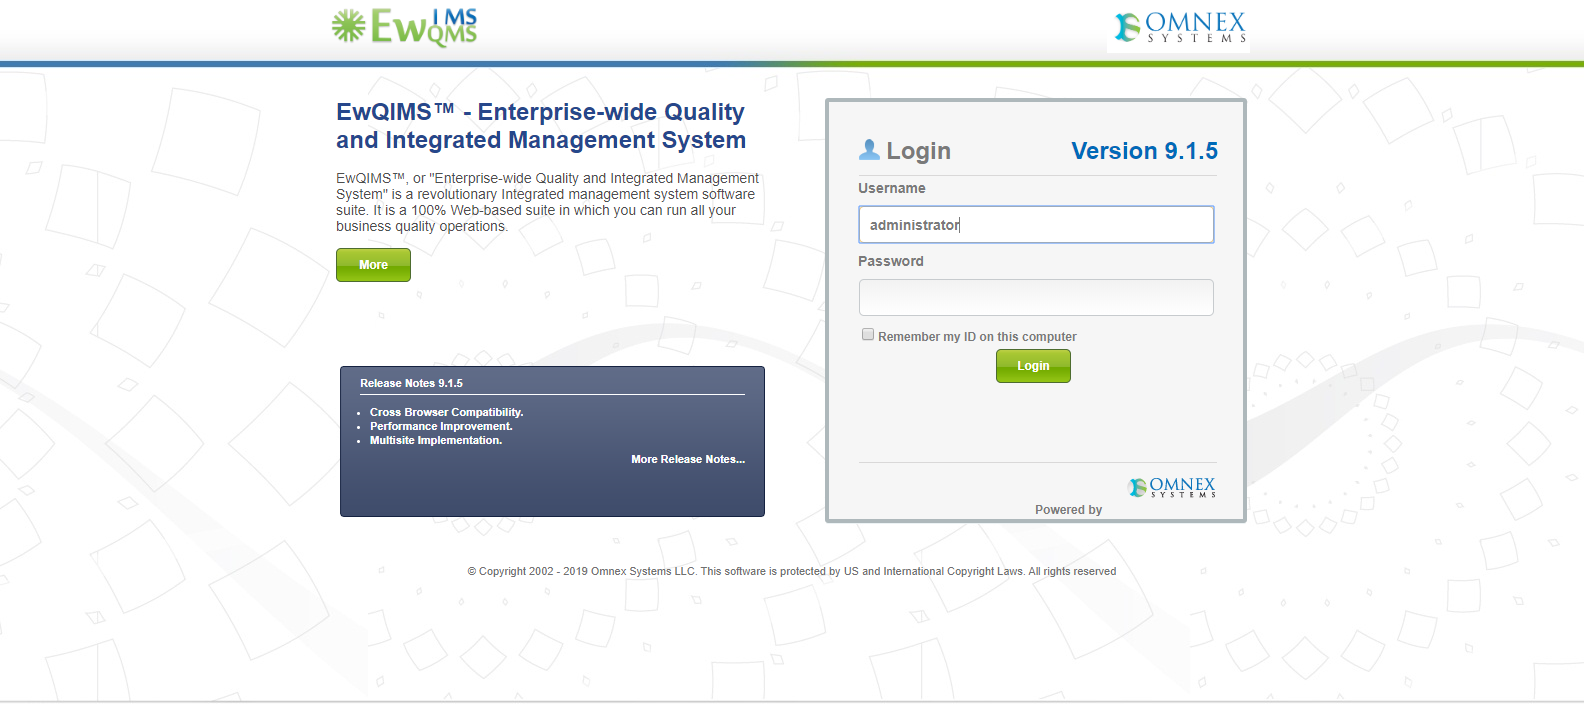 EwIMS
QMS
OMNEX
SYSTEMS
EwQIMS™ - Enterprise-wide Quality
and Integrated Management System
EwQIMS™, or "Enterprise-wide Quality and Integrated Management
System" is a revolutionary Integrated management system software
suite. It is a 100% Web-based suite in which you can run all your
business quality operations.
More
Release Notes 9.1.5
Cross Browser Compatibility.
Performance Improvement.
Multisite Implementation.
More Release Notes...
Login
Version 9.1.5
Username
administrator
Password
Remember my ID on this computer
Login
OMNEX
SYSTEMS
Powered by
© Copyright 2002 - 2019 Omnex Systems LLC. This software is protected by US and International Copyright Laws. All rights reserved